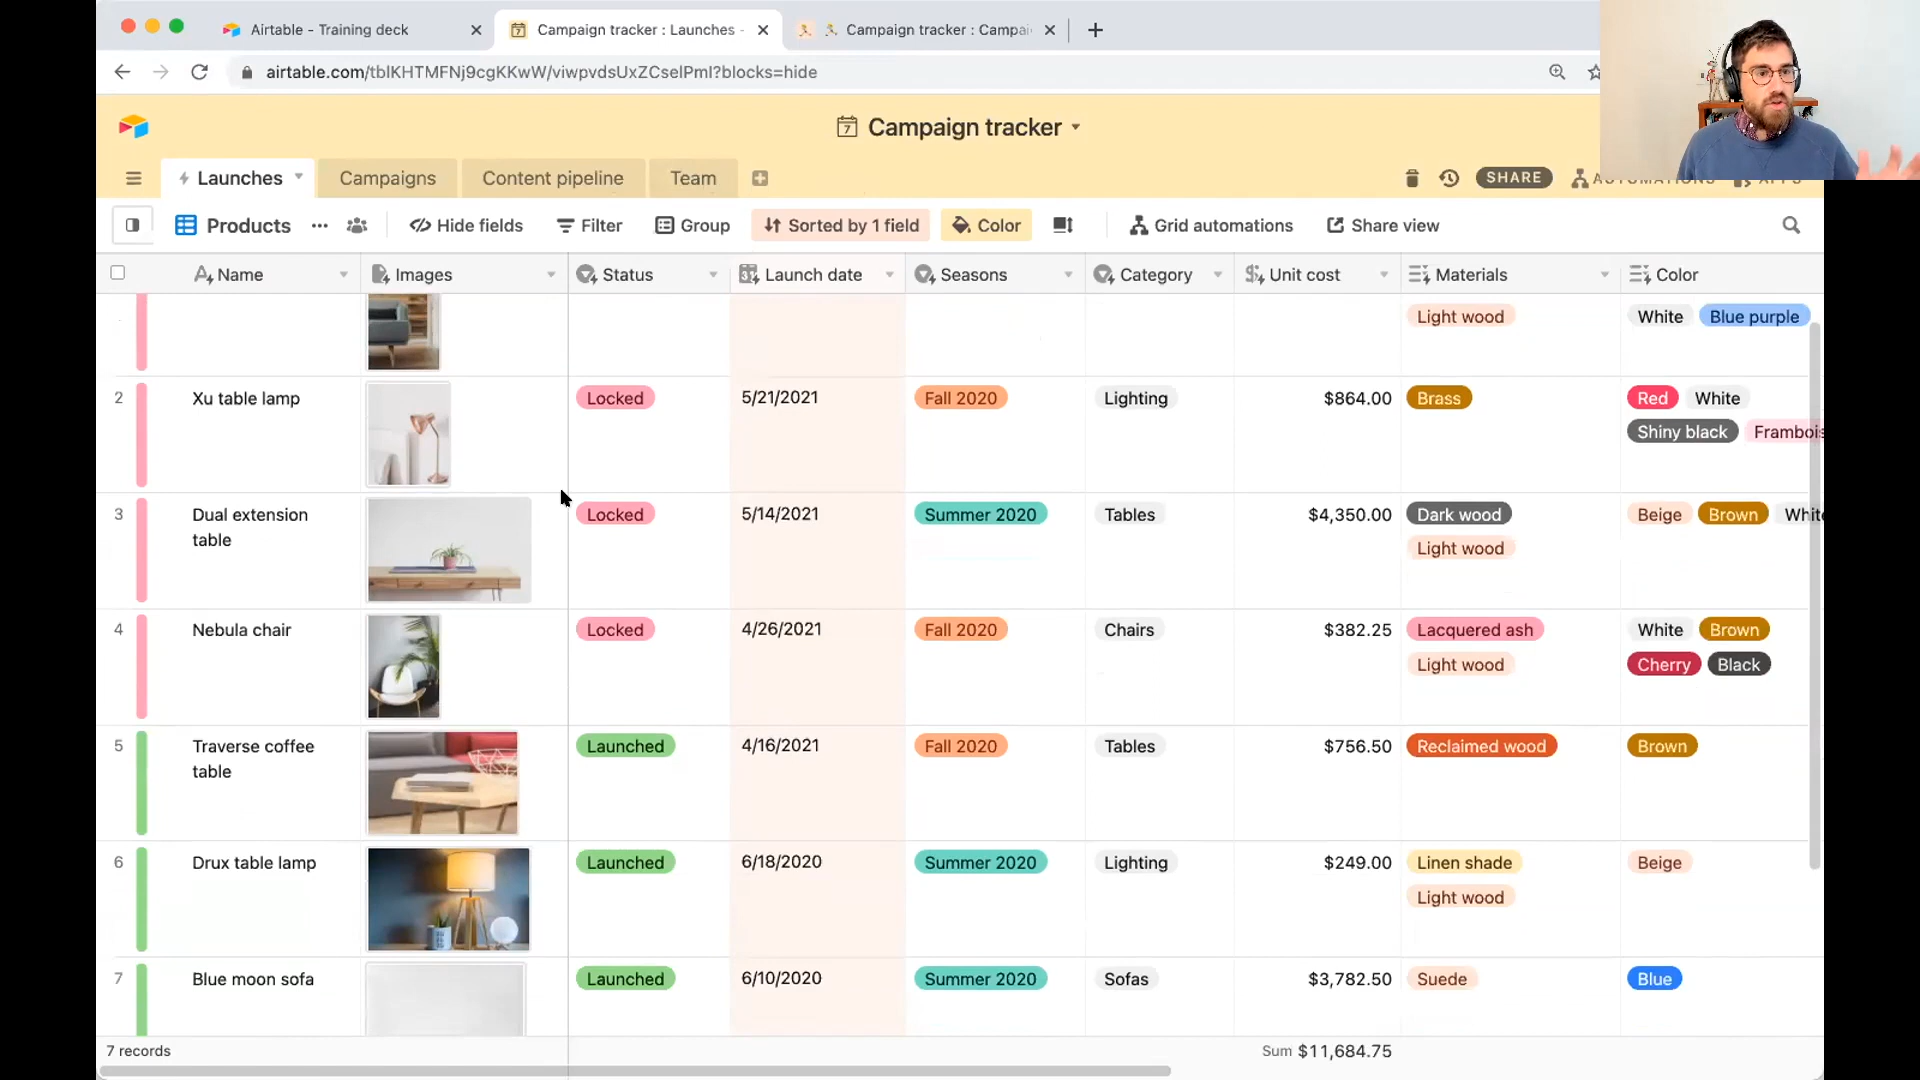 Airtable - Training deck
Campaign tracker : Launches -
Campaign tracker : Campai
airtable.com/tblKHTMFNj9cgKKwW/viwpvdsUxZCselPmI?blocks=hide
7 Campaign tracker
Launches Campaigns Content pipeline Team SHARE AUTOMATIONS APPS
Products Hide fields Filter Group Sorted by 1 field Color Grid automations Share view
Name Images Status Launch date Seasons Category Unit cost Materials Color
Light wood White Blue purple
2 Xu table lamp Locked 5/21/2021 Fall 2020 Lighting $864.00 Brass Red White
Shiny black Frambois
3 Dual extension Locked 5/14/2021 Summer 2020 Tables $4,350.00 Dark wood Beige Brown White
table Light wood
4 Nebula chair Locked 4/26/2021 Fall 2020 Chairs $382.25 Lacquered ash White Brown
Light wood Cherry Black
5 Traverse coffee Launched 4/16/2021 Fall 2020 Tables $756.50 Reclaimed wood Brown
table
6 Drux table lamp Launched 6/18/2020 Summer 2020 Lighting $249.00 Linen shade Beige
Light wood
7 Blue moon sofa Launched 6/10/2020 Summer 2020 Sofas $3,782.50 Suede Blue
7 records Sum $11,684.75